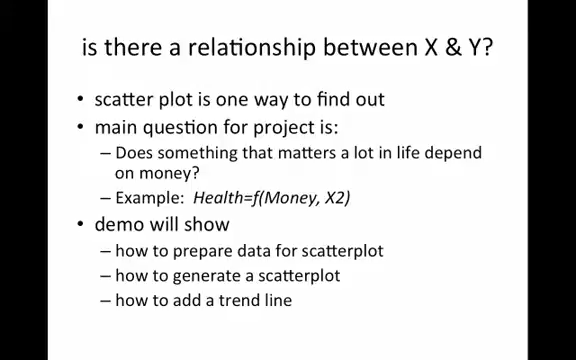 is there a relationship between X & Y?
• scatter plot is one way to find out
• main question for project is:
– Does something that matters a lot in life depend
on money?
– Example: Health=f(Money, X2)
• demo will show
– how to prepare data for scatterplot
– how to generate a scatterplot
– how to add a trend line